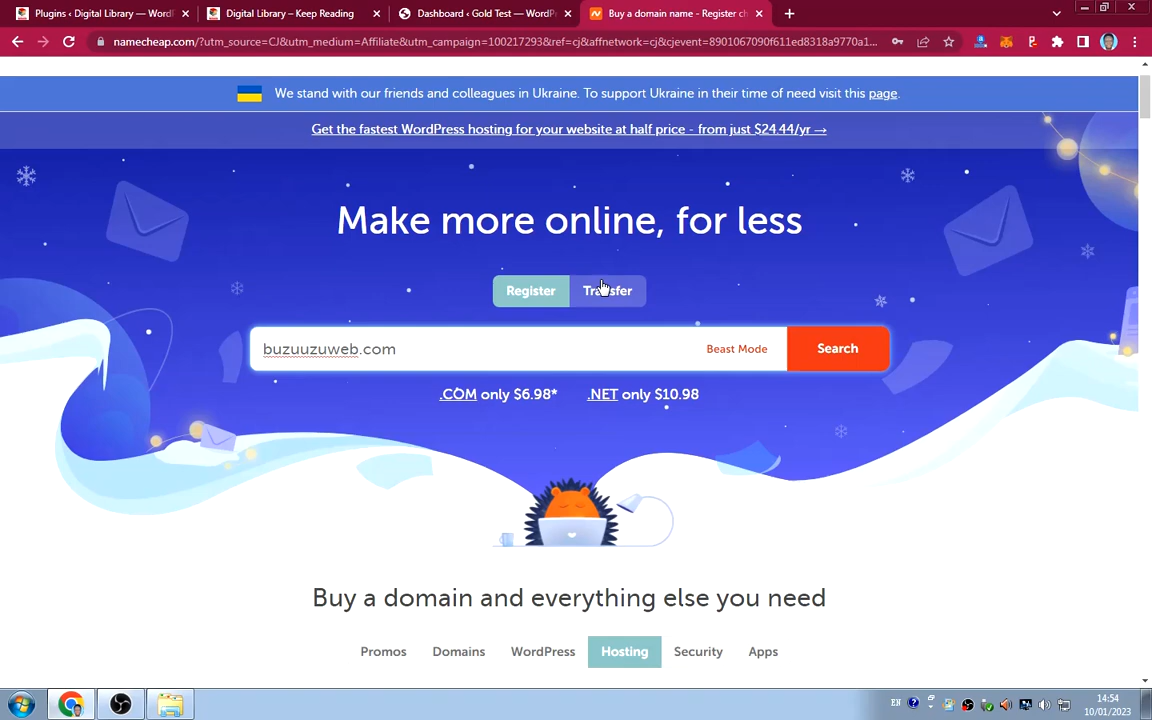 Plugins ‹ Digital Library — WordP
Digital Library – Keep Reading
Dashboard ‹ Gold Test — WordPr
Buy a domain name - Register ch
namecheap.com/?utm_source=CJ&utm_medium=Affiliate&utm_campaign=100217293&ref=cj&affnetwork=cj&cjevent=8901067090f611ed8318a9770a1...
We stand with our friends and colleagues in Ukraine. To support Ukraine in their time of need visit this page.
Get the fastest WordPress hosting for your website at half price - from just $24.44/yr →
Make more online, for less
Register
Transfer
buzuuzuweb.com
Beast Mode
Search
.COM only $6.98*
.NET only $10.98
Buy a domain and everything else you need
Promos
Domains
WordPress
Hosting
Security
Apps
EN
14:54
10/01/2023